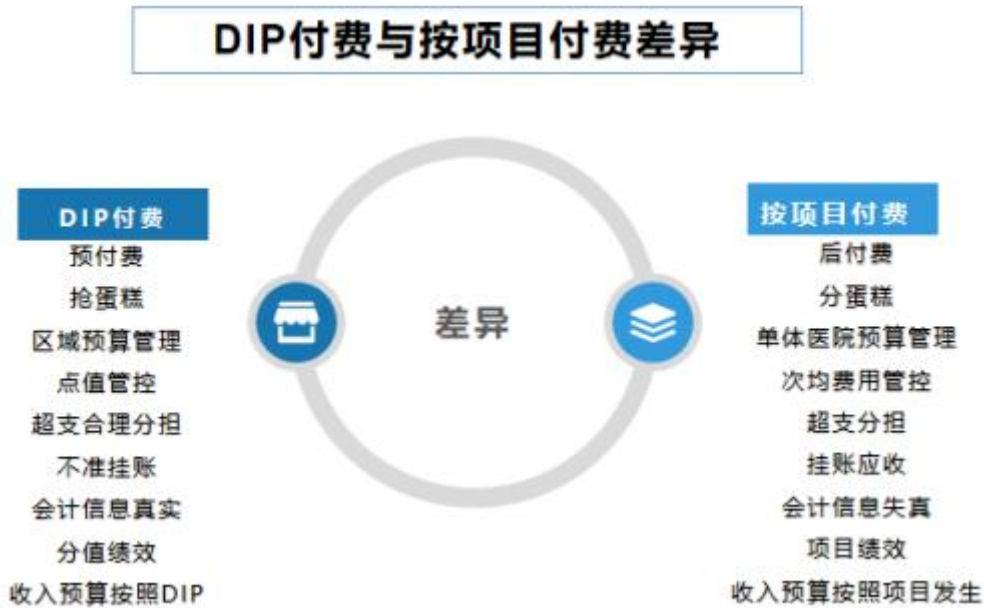 DIP付费与按项目付费差异
DIP付费
预付费
抢蛋糕
区域预算管理
点值管控
超支合理分担
不准挂账
会计信息真实
分值绩效
收入预算按照DIP
差异
按项目付费
后付费
分蛋糕
单体医院预算管理
次均费用管控
超支分担
挂账应收
会计信息失真
项目绩效
收入预算按照项目发生